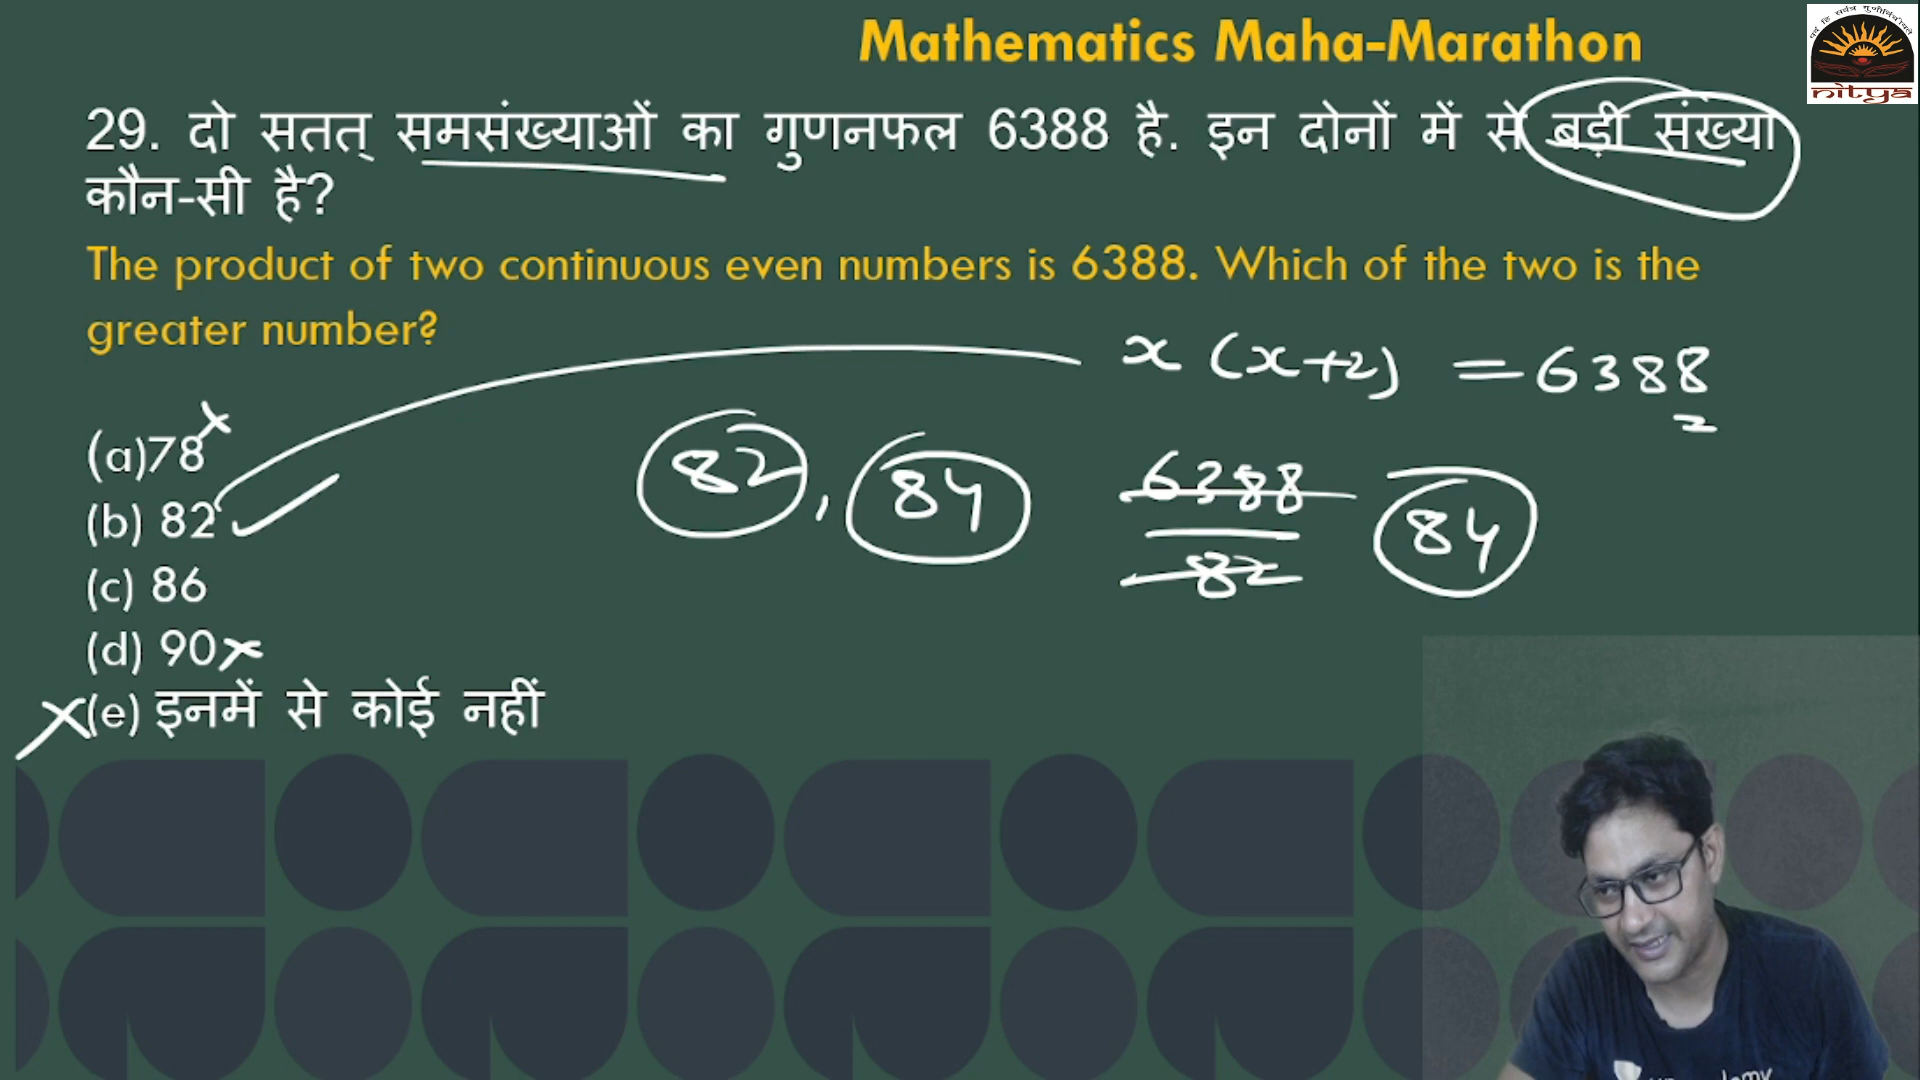 Mathematics Maha-Marathon
nitya
29. दो सतत् समसंख्याओं का गुणनफल 6388 है. इन दोनों में से बड़ी संख्या
कौन-सी है?
The product of two continuous even numbers is 6388. Which of the two is the
greater number?
x (x+2) = 6388
(a)78
(b) 82
(c) 86
(d) 90
(e) इनमें से कोई नहीं
82, 84
6388
82
84